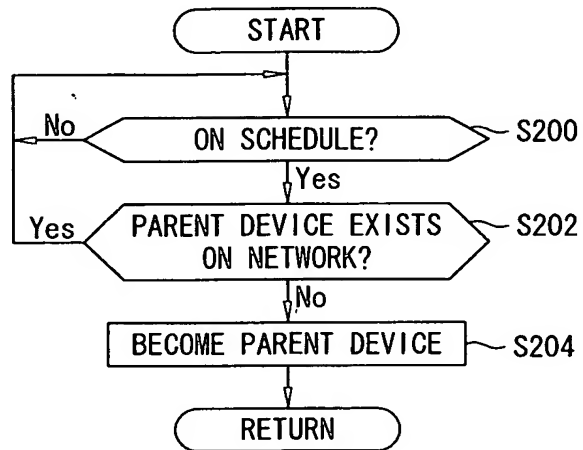 START
No
ON SCHEDULE?
S200
Yes
Yes
PARENT DEVICE EXISTS
ON NETWORK?
S202
No
BECOME PARENT DEVICE
S204
RETURN